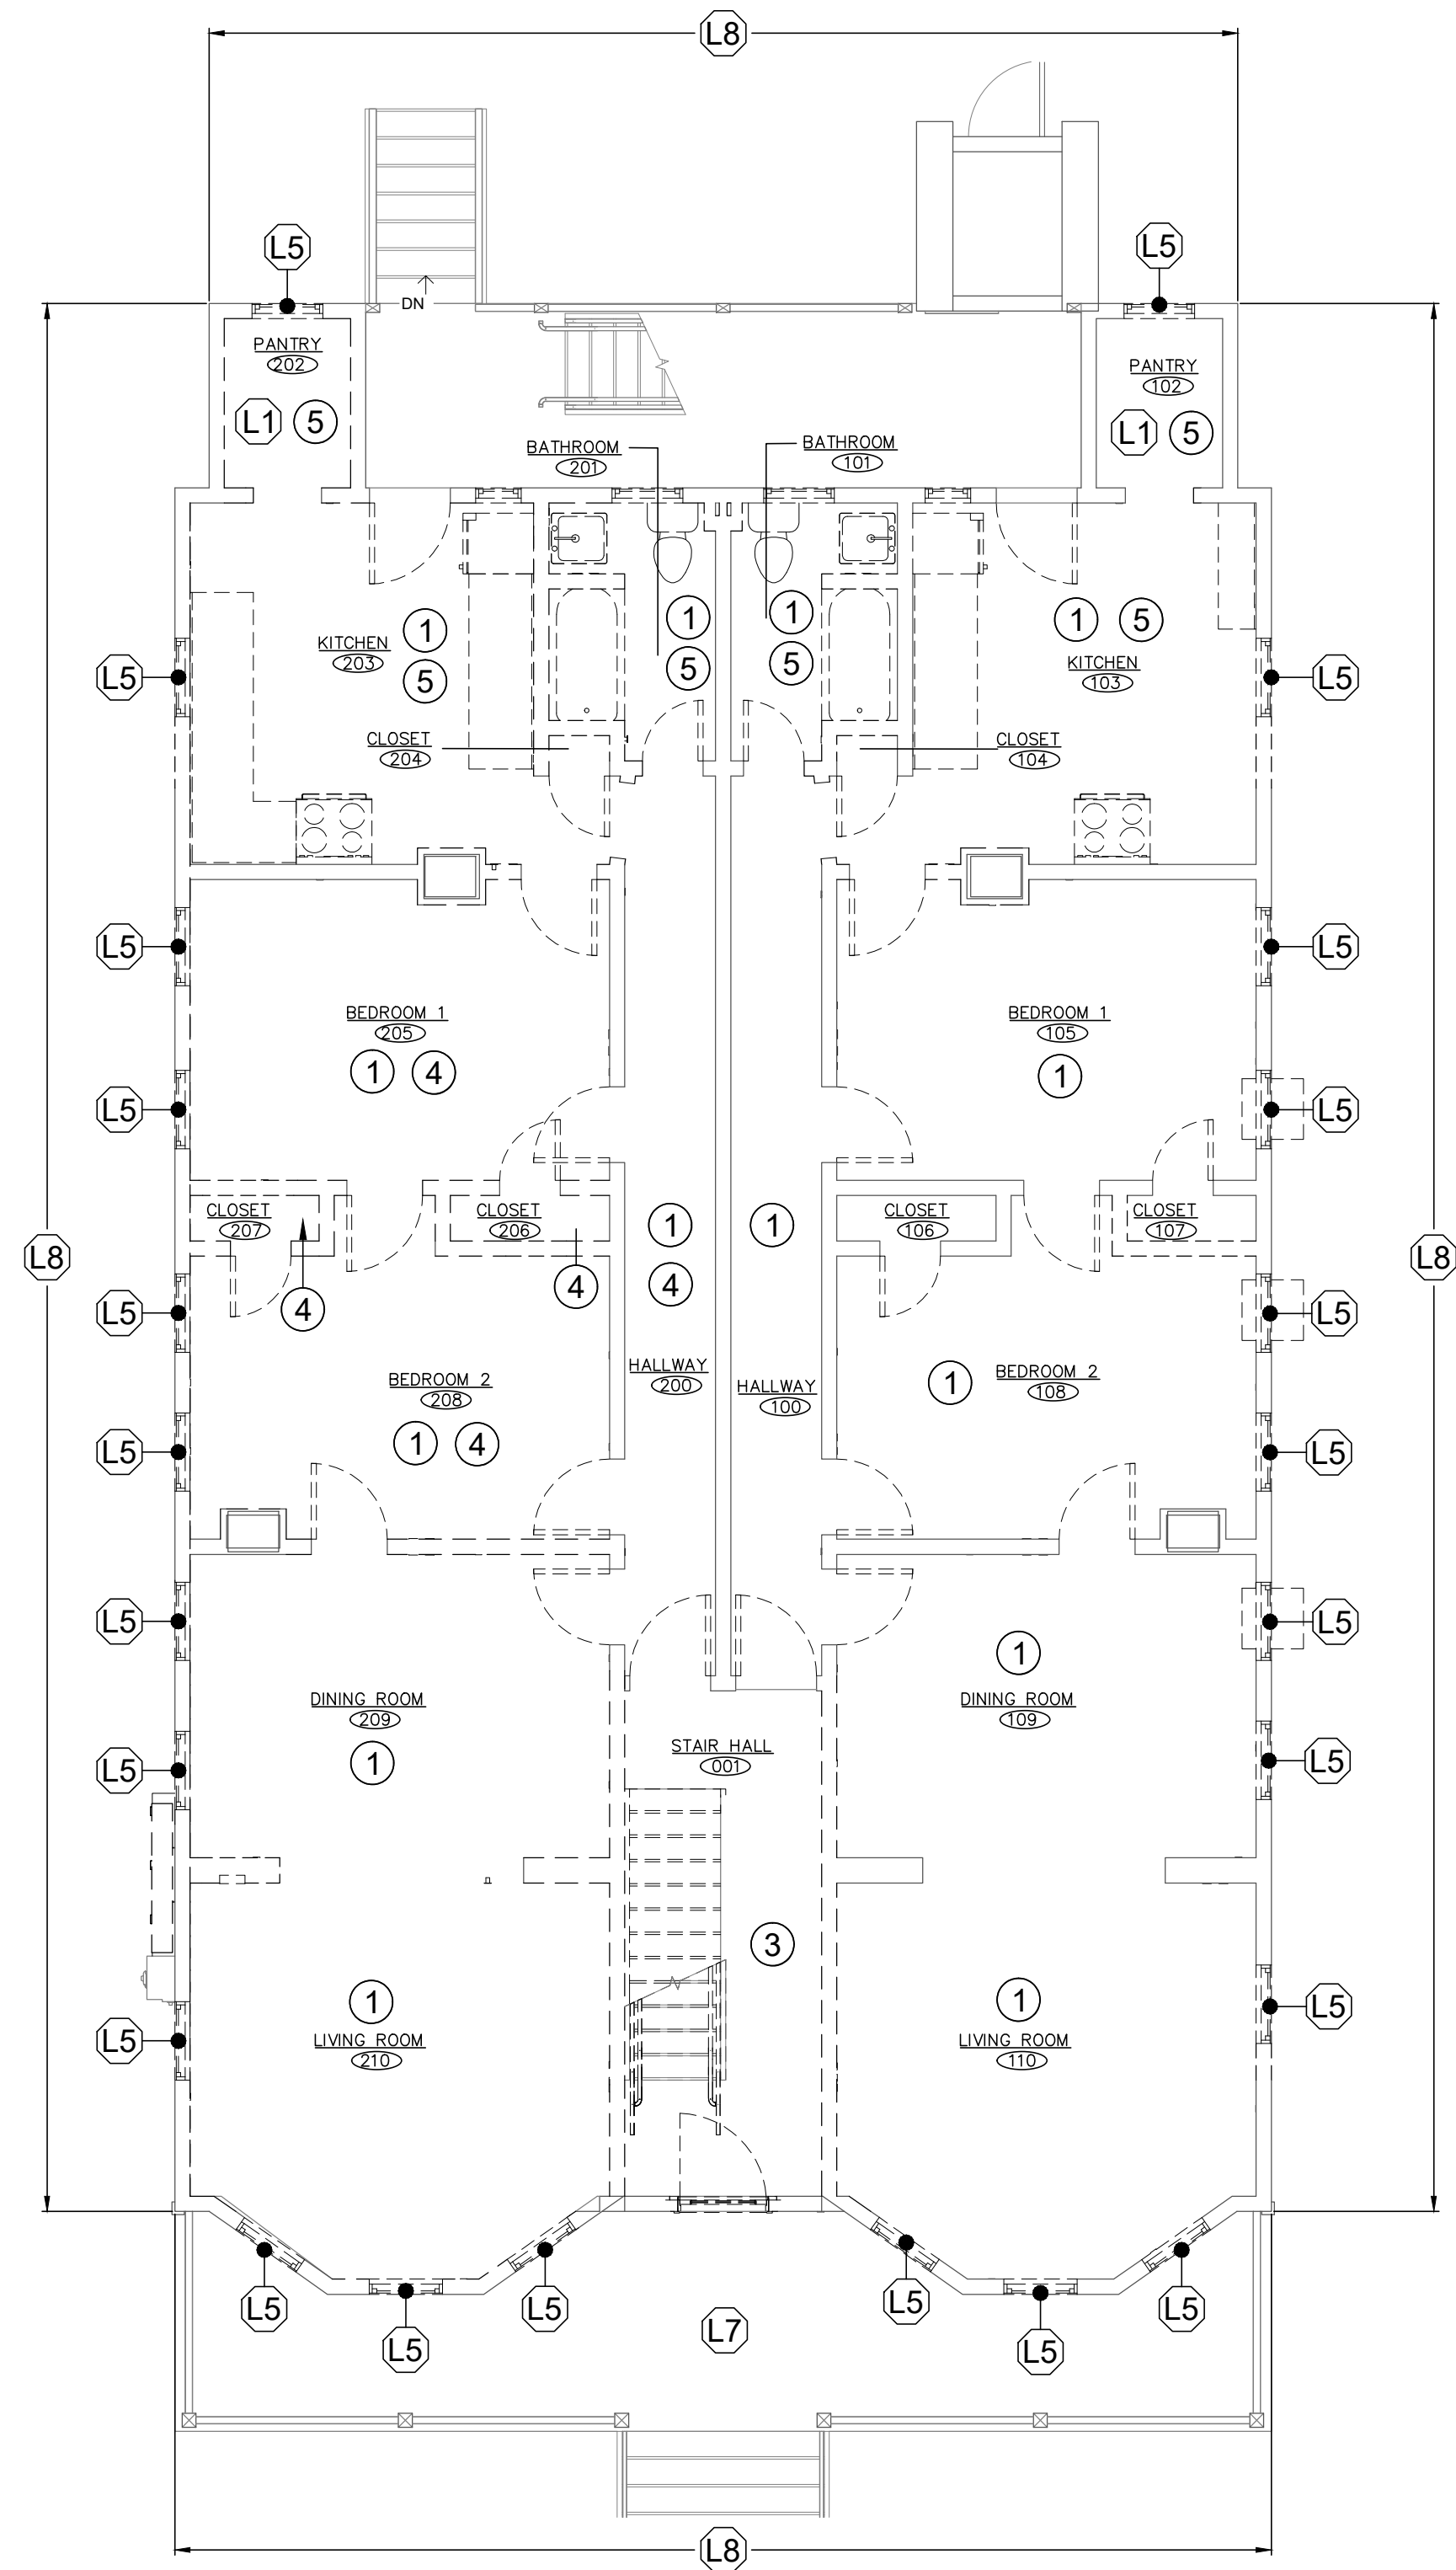 L8
L5
L5
DN
PANTRY
202
PANTRY
102
L1
5
L1
5
BATHROOM
201
BATHROOM
101
1
5
1
5
1
5
KITCHEN
203
1
5
KITCHEN
103
L5
L5
CLOSET
204
CLOSET
104
L5
L5
BEDROOM 1
205
1
4
BEDROOM 1
105
1
L5
L5
CLOSET
207
CLOSET
206
1
4
1
CLOSET
106
CLOSET
107
L8
L8
4
4
L5
L5
HALLWAY
200
HALLWAY
100
BEDROOM 2
208
1
4
1
BEDROOM 2
108
L5
L5
L5
L5
1
DINING ROOM
209
1
DINING ROOM
109
STAIR HALL
001
L5
L5
3
1
LIVING ROOM
210
1
LIVING ROOM
110
L5
L5
L5
L5
L5
L5
L5
L5
L7
L8